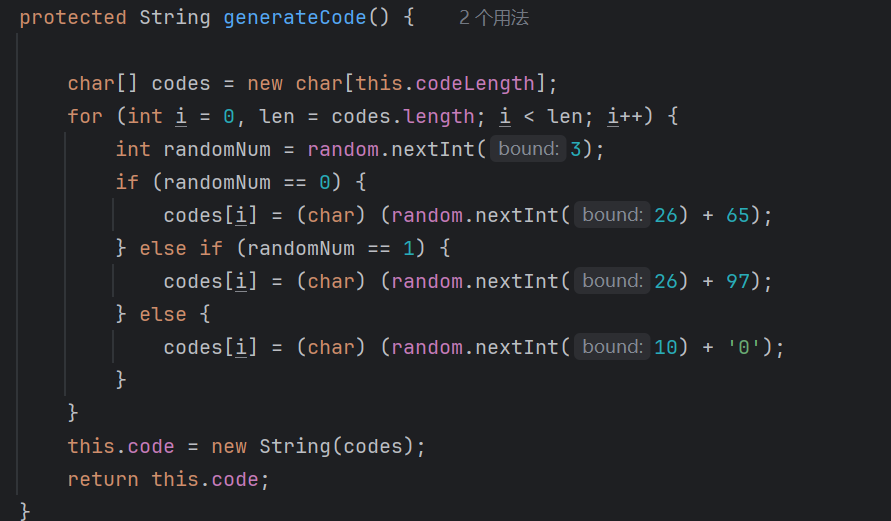 protected String generateCode() {    2 个用法
char[] codes = new char[this.codeLength];
for (int i = 0, len = codes.length; i < len; i++) {
int randomNum = random.nextInt( bound: 3);
if (randomNum == 0) {
codes[i] = (char) (random.nextInt( bound: 26) + 65);
} else if (randomNum == 1) {
codes[i] = (char) (random.nextInt( bound: 26) + 97);
} else {
codes[i] = (char) (random.nextInt( bound: 10) + '0');
}
}
this.code = new String(codes);
return this.code;
}